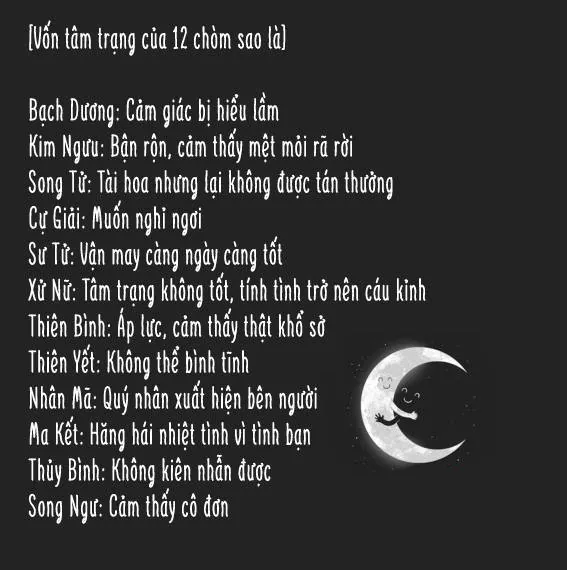 [Vốn tâm trạng của 12 chòm sao là]
Bạch Dương: Cảm giác bị hiểu lầm
Kim Ngưu: Bận rộn, cảm thấy mệt mỏi rã rời
Song Tử: Tài hoa nhưng lại không được tán thưởng
Cự Giải: Muốn nghỉ ngơi
Sư Tử: Vận may càng ngày càng tốt
Xử Nữ: Tâm trạng không tốt, tính tình trở nên cáu kỉnh
Thiên Bình: Áp lực, cảm thấy thật khổ sở
Thiên Yết: Không thể bình tĩnh
Nhân Mã: Quý nhân xuất hiện bên người
Ma Kết: Hăng hái nhiệt tình vì tình bạn
Thủy Bình: Không kiên nhẫn được
Song Ngư: Cảm thấy cô đơn